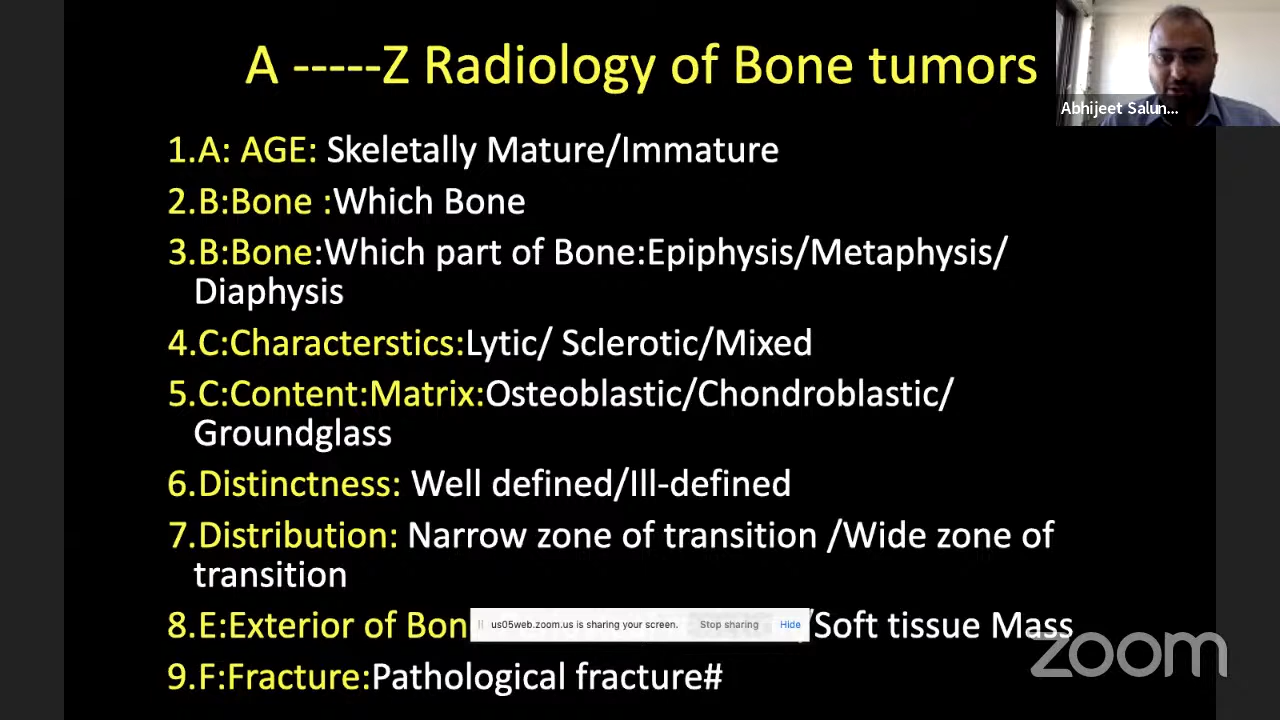 A -----Z Radiology of Bone tumors
Abhijeet Salun...
1.A: AGE: Skeletally Mature/Immature
2.B:Bone :Which Bone
3.B:Bone:Which part of Bone:Epiphysis/Metaphysis/
Diaphysis
4.C:Characterstics:Lytic/ Sclerotic/Mixed
5.C:Content:Matrix:Osteoblastic/Chondroblastic/
Groundglass
6.Distinctness: Well defined/Ill-defined
7.Distribution: Narrow zone of transition /Wide zone of
transition
8.E:Exterior of Bon /Soft tissue Mass
us05web.zoom.us is sharing your screen. Stop sharing Hide
9.F:Fracture:Pathological fracture#
zoom